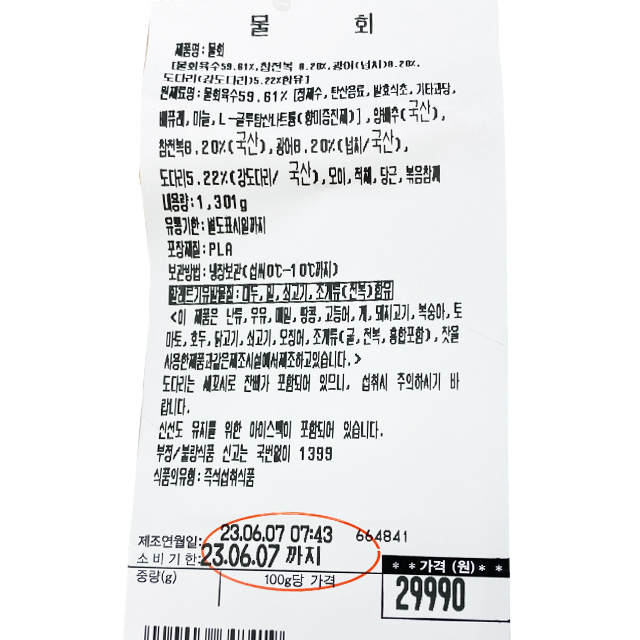 물 회
제품명:물회
[물회육수59.61%,참전복 8.20%,광어(넙치)8.20%,
도다리(강도다리)5.22%함유]
원재료명:물회육수59.61% [정제수, 탄산음료, 발효식초, 기타과당,
배퓨레,마늘,L-글루탐산나트륨(향미증진제)],양배추(국산),
참전복8.20%(국산),광어8.20%(넙치/국산),
도다리5.22%(강도다리/ 국산),오이,적채,당근,볶음참깨
내용량:1,301g
유통기한:별도표시일까지
포장재질:PLA
보관방법:냉장보관(섭씨0℃-10℃까지)
알레르기유발물질:대두,밀,쇠고기,조개류(전복)함유
<이 제품은 난류,우유,메밀,땅콩,고등어,게,돼지고기,복숭아,토
마토,호두,닭고기,쇠고기,오징어,조개류(굴,전복,홍합포함),잣을
사용한제품과같은제조시설에서제조하고있습니다.>
도다리는 세꼬시로 잔뼈가 포함되어 있으니, 섭취시 주의하시기 바
랍니다.
신선도 유지를 위한 아이스팩이 포함되어 있습니다.
부정/불량식품 신고는 국번없이 1399
식품의유형:즉석섭취식품
제조연월일: 23.06.07 07:43 664841
소비기한: 23.06.07 까지
중량(g) 100g당 가격 **가격(원)**
29990